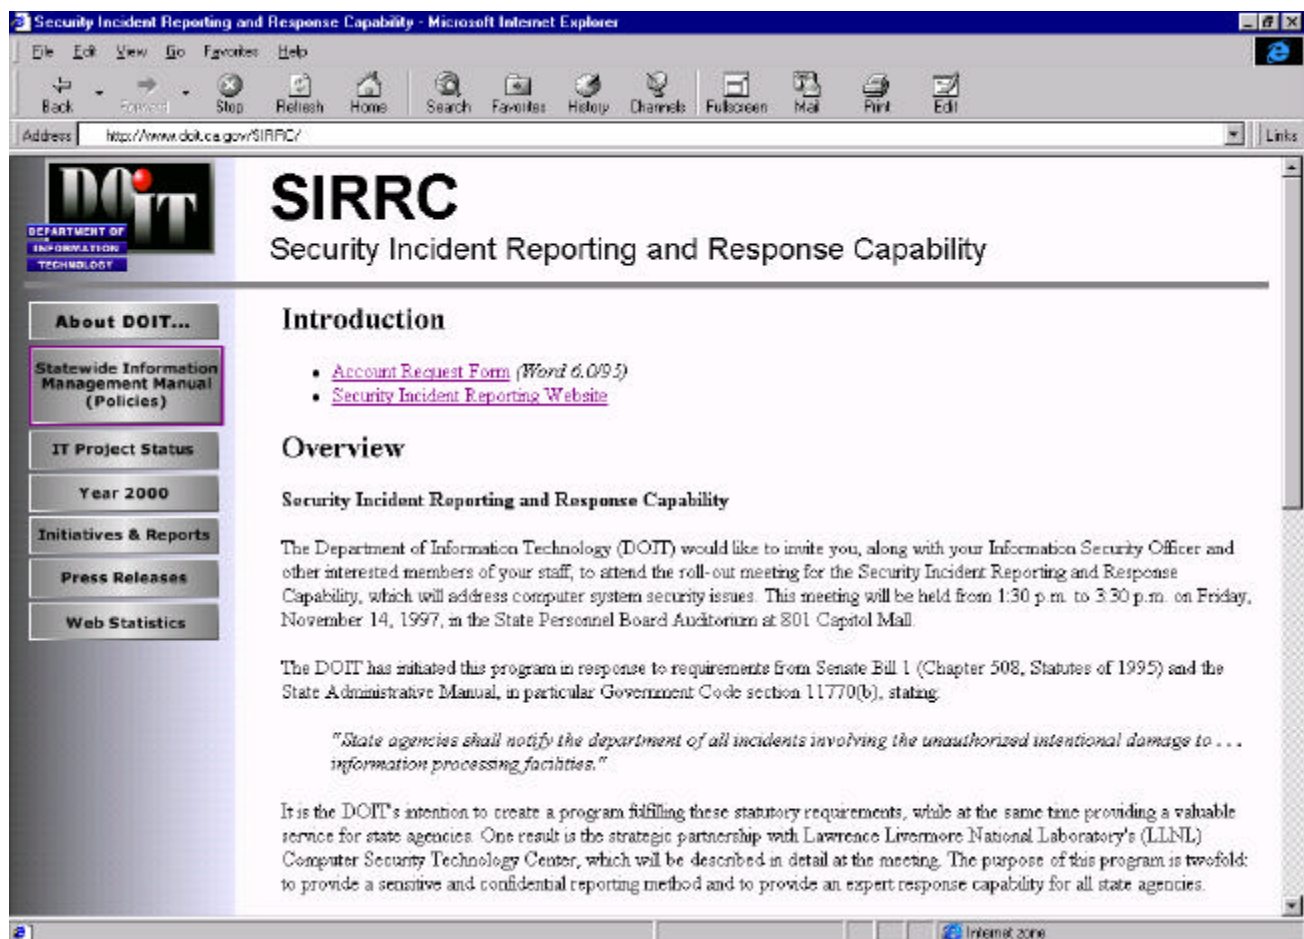 Security Incident Reporting and Response Capability - Microsoft Internet Explorer
File Edit View Go Favorites Help
Back Forward Stop Refresh Home Search Favorites History Channels Fullscreen Mail Print Edit
Address http://www.doit.ca.gov/SIRRC/ Links
DOIT
DEPARTMENT OF
INFORMATION
TECHNOLOGY
SIRRC
Security Incident Reporting and Response Capability
About DOIT...
Statewide Information
Management Manual
(Policies)
IT Project Status
Year 2000
Initiatives & Reports
Press Releases
Web Statistics
Introduction
• Account Request Form (Word 6.0/95)
• Security Incident Reporting Website
Overview
Security Incident Reporting and Response Capability
The Department of Information Technology (DOIT) would like to invite you, along with your Information Security Officer and
other interested members of your staff, to attend the roll-out meeting for the Security Incident Reporting and Response
Capability, which will address computer system security issues. This meeting will be held from 1:30 p.m. to 3:30 p.m. on Friday,
November 14, 1997, in the State Personnel Board Auditorium at 801 Capitol Mall.
The DOIT has initiated this program in response to requirements from Senate Bill 1 (Chapter 508, Statutes of 1995) and the
State Administrative Manual, in particular Government Code section 11770(b), stating:
"State agencies shall notify the department of all incidents involving the unauthorized intentional damage to . . .
information processing facilities."
It is the DOIT's intention to create a program fulfilling these statutory requirements, while at the same time providing a valuable
service for state agencies. One result is the strategic partnership with Lawrence Livermore National Laboratory's (LLNL)
Computer Security Technology Center, which will be described in detail at the meeting. The purpose of this program is twofold:
to provide a sensitive and confidential reporting method and to provide an expert response capability for all state agencies.
Internet zone